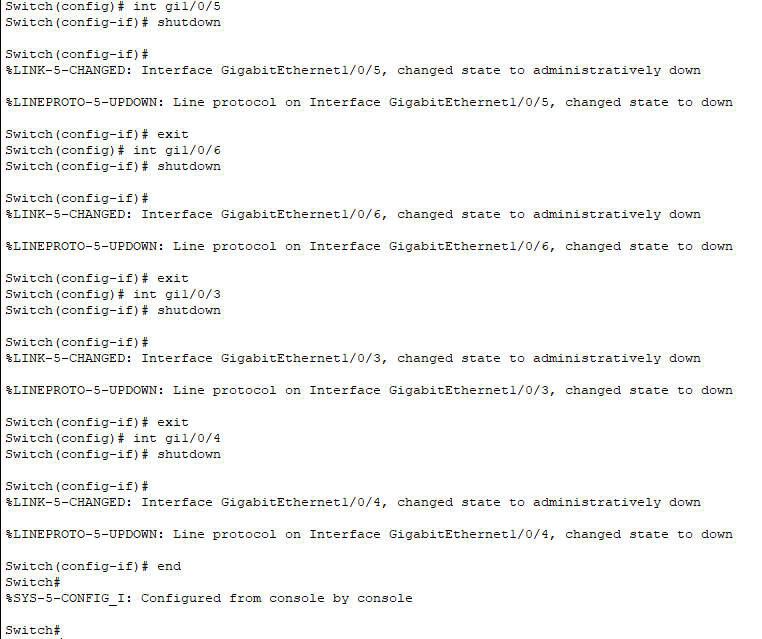 Switch(config)# int gi1/0/5
Switch(config-if)# shutdown
Switch(config-if)#
%LINK-5-CHANGED: Interface GigabitEthernet1/0/5, changed state to administratively down
%LINEPROTO-5-UPDOWN: Line protocol on Interface GigabitEthernet1/0/5, changed state to down
Switch(config-if)# exit
Switch(config)# int gi1/0/6
Switch(config-if)# shutdown
Switch(config-if)#
%LINK-5-CHANGED: Interface GigabitEthernet1/0/6, changed state to administratively down
%LINEPROTO-5-UPDOWN: Line protocol on Interface GigabitEthernet1/0/6, changed state to down
Switch(config-if)# exit
Switch(config)# int gi1/0/3
Switch(config-if)# shutdown
Switch(config-if)#
%LINK-5-CHANGED: Interface GigabitEthernet1/0/3, changed state to administratively down
%LINEPROTO-5-UPDOWN: Line protocol on Interface GigabitEthernet1/0/3, changed state to down
Switch(config-if)# exit
Switch(config)# int gi1/0/4
Switch(config-if)# shutdown
Switch(config-if)#
%LINK-5-CHANGED: Interface GigabitEthernet1/0/4, changed state to administratively down
%LINEPROTO-5-UPDOWN: Line protocol on Interface GigabitEthernet1/0/4, changed state to down
Switch(config-if)# end
Switch#
%SYS-5-CONFIG_I: Configured from console by console
Switch#